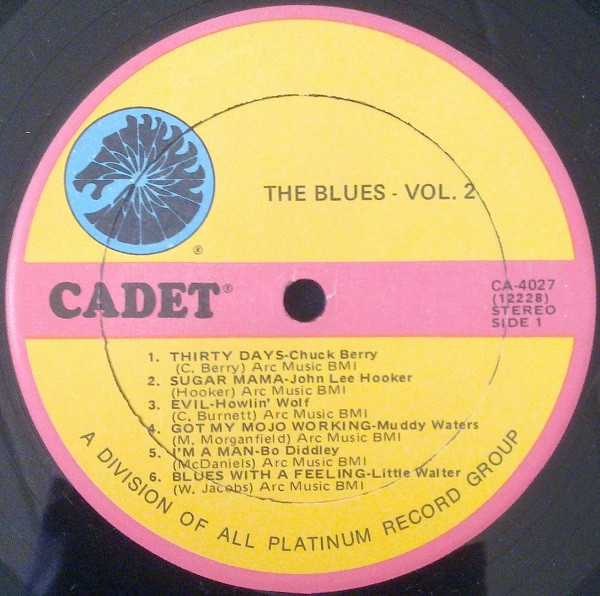 THE BLUES - VOL. 2
®
CADET®
CA-4027
(12228)
STEREO
SIDE 1
1. THIRTY DAYS-Chuck Berry
(C. Berry) Arc Music BMI
2. SUGAR MAMA-John Lee Hooker
(Hooker) Arc Music BMI
3. EVIL-Howlin' Wolf
(C. Burnett) Arc Music BMI
4. GOT MY MOJO WORKING-Muddy Waters
(M. Morganfield) Arc Music BMI
5. I'M A MAN-Bo Diddley
(McDaniels) Arc Music BMI
6. BLUES WITH A FEELING-Little Walter
(W. Jacobs) Arc Music BMI
A DIVISION OF ALL PLATINUM RECORD GROUP